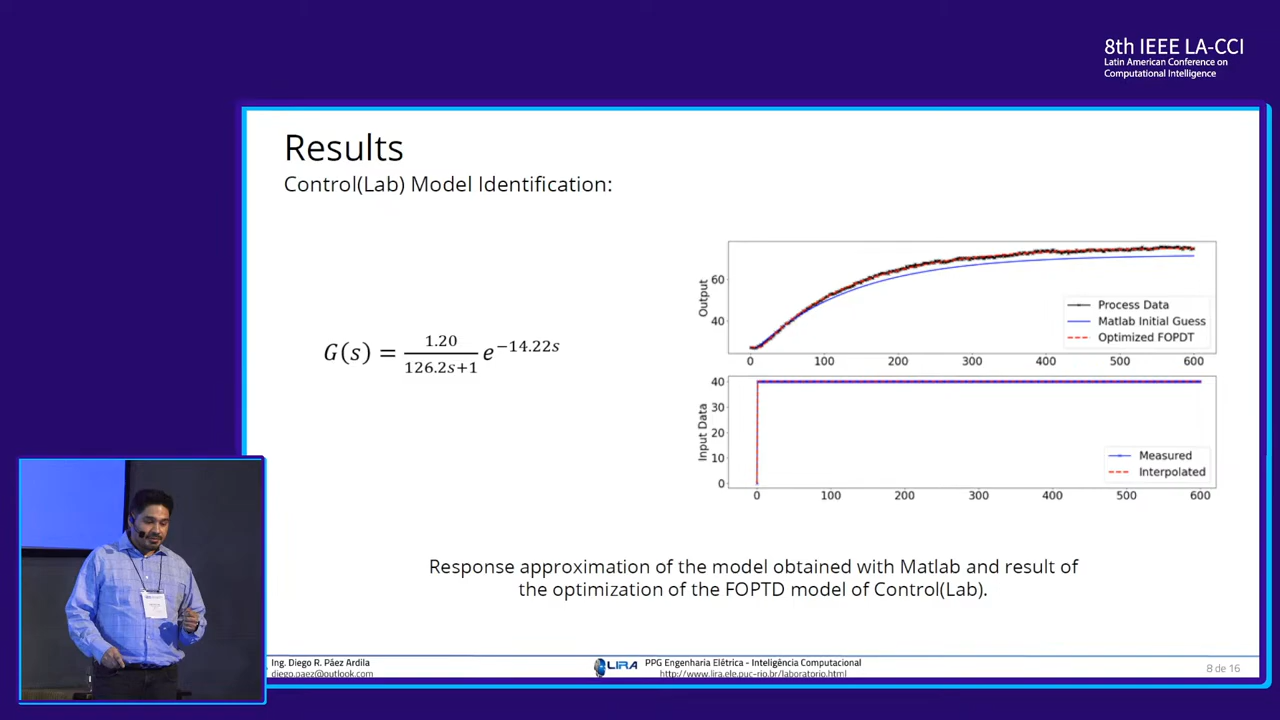 8th IEEE LA-CCI
Latin American Conference on
Computational Intelligence
Results
Control(Lab) Model Identification:
G(s) = 1.20 / 126.2s+1 e^−14.22s
Output
60
40
Process Data
Matlab Initial Guess
Optimized FOPDT
0 100 200 300 400 500 600
Input Data
40
30
20
10
0
Measured
Interpolated
0 100 200 300 400 500 600
Response approximation of the model obtained with Matlab and result of
the optimization of the FOPTD model of Control(Lab).
Ing. Diego R. Páez Ardila
diego.paez@outlook.com
LIRA
PPG Engenharia Elétrica - Inteligència Computacional
http://www.lira.ele.puc-rio.br/laboratorio.html
8 de 16